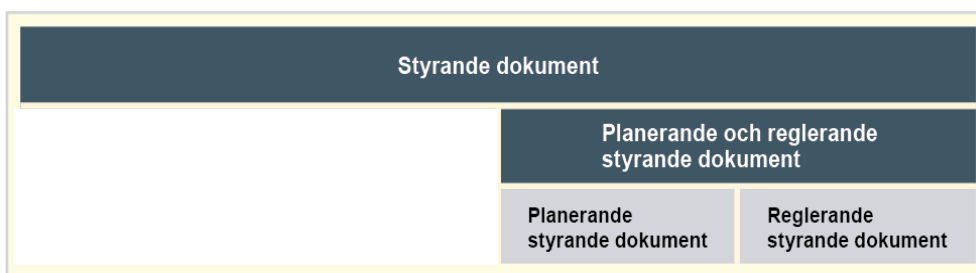 Styrande dokument
Planerande och reglerande
styrande dokument
Planerande
styrande dokument
Reglerande
styrande dokument